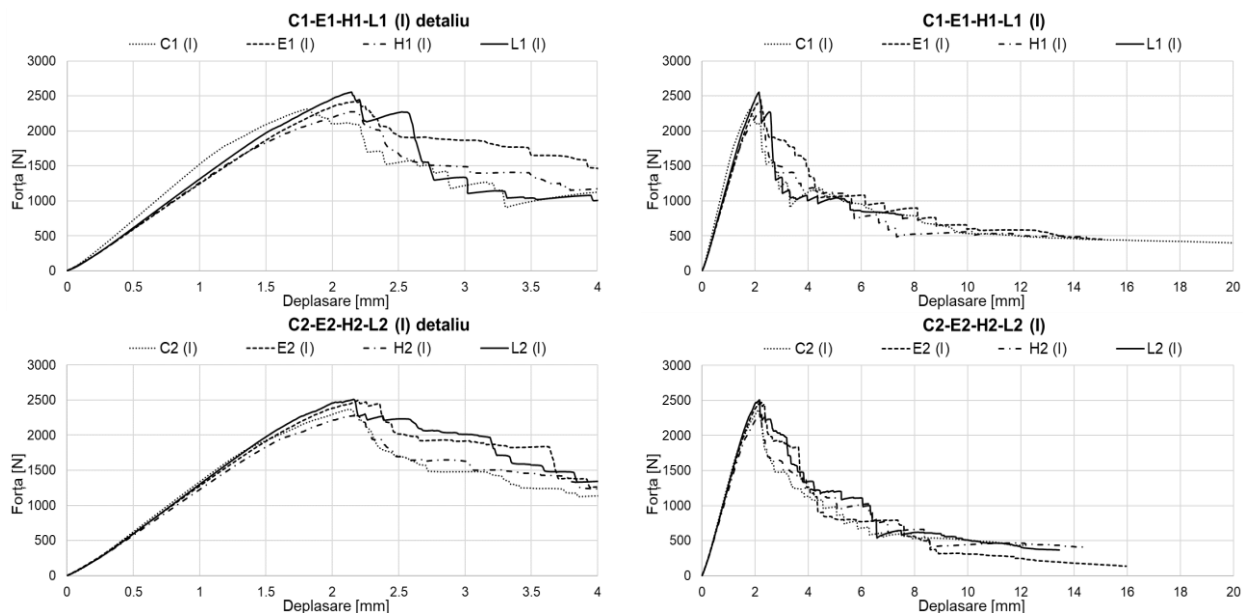 C1-E1-H1-L1 (I) detaliu
C1 (I) E1 (I) H1 (I) L1 (I)
3000
2500
2000
1500
1000
500
0
Forța [N]
0 0.5 1 1.5 2 2.5 3 3.5 4
Deplasare [mm]
C1-E1-H1-L1 (I)
C1 (I) E1 (I) H1 (I) L1 (I)
3000
2500
2000
1500
1000
500
0
Forța [N]
0 2 4 6 8 10 12 14 16 18 20
Deplasare [mm]
C2-E2-H2-L2 (I) detaliu
C2 (I) E2 (I) H2 (I) L2 (I)
3000
2500
2000
1500
1000
500
0
Forța [N]
0 0.5 1 1.5 2 2.5 3 3.5 4
Deplasare [mm]
C2-E2-H2-L2 (I)
C2 (I) E2 (I) H2 (I) L2 (I)
3000
2500
2000
1500
1000
500
0
Forța [N]
0 2 4 6 8 10 12 14 16 18 20
Deplasare [mm]